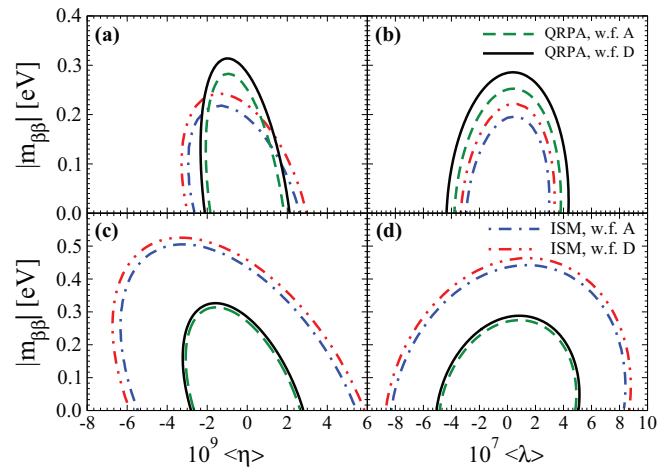 (a) (b) QRPA, w.f. A
QRPA, w.f. D
0.4
0.3
0.2
0.1
0.0
|mββ| [eV]
(c) (d) ISM, w.f. A
ISM, w.f. D
0.5
0.4
0.3
0.2
0.1
0.0
|mββ| [eV]
-8 -6 -4 -2 0 2 4 6 -8 -6 -4 -2 0 2 4 6 8 10
10⁹ <η> 10⁷ <λ>